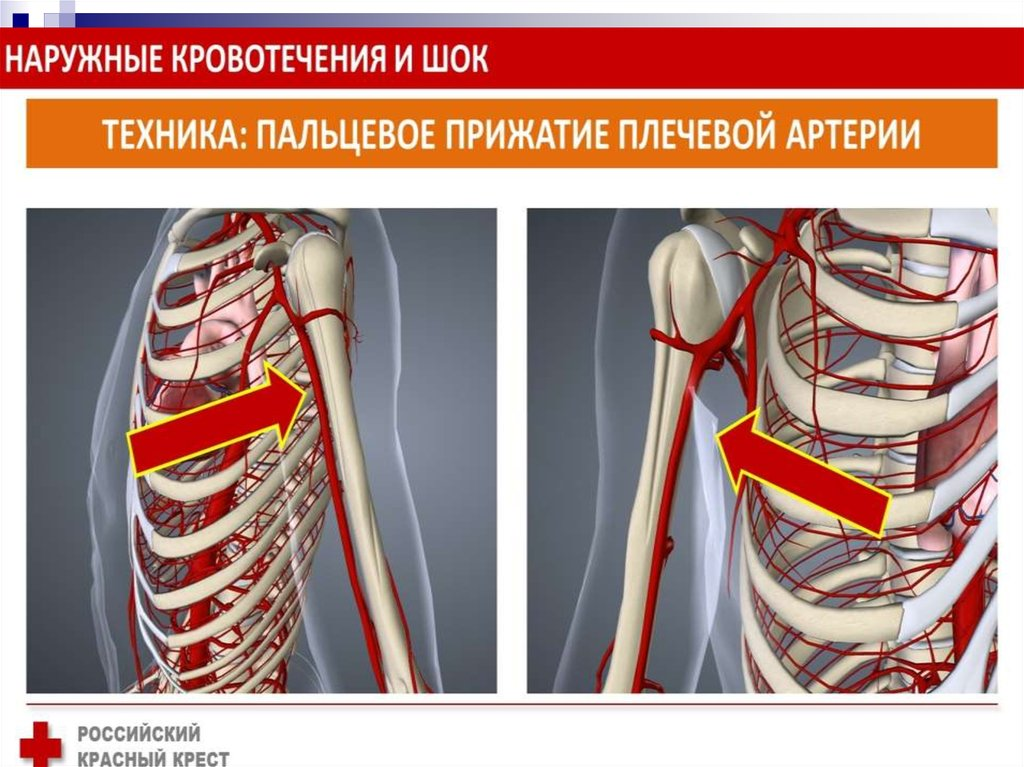 НАРУЖНЫЕ КРОВОТЕЧЕНИЯ И ШОК
ТЕХНИКА: ПАЛЬЦЕВОЕ ПРИЖАТИЕ ПЛЕЧЕВОЙ АРТЕРИИ
РОССИЙСКИЙ
КРАСНЫЙ КРЕСТ